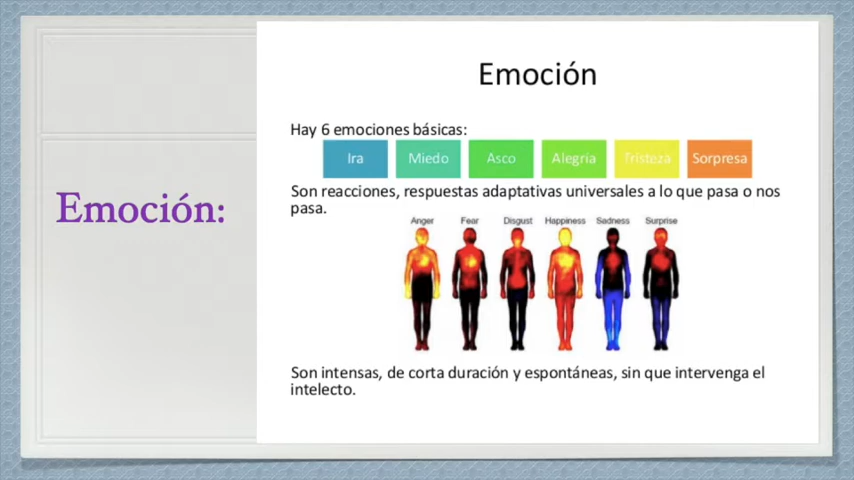 Emoción:
Emoción
Hay 6 emociones básicas:
Ira Miedo Asco Alegria Tristeza Sorpresa
Son reacciones, respuestas adaptativas universales a lo que pasa o nos
pasa.
Anger Fear Disgust Happiness Sadness Surprise
Son intensas, de corta duración y espontáneas, sin que intervenga el
intelecto.